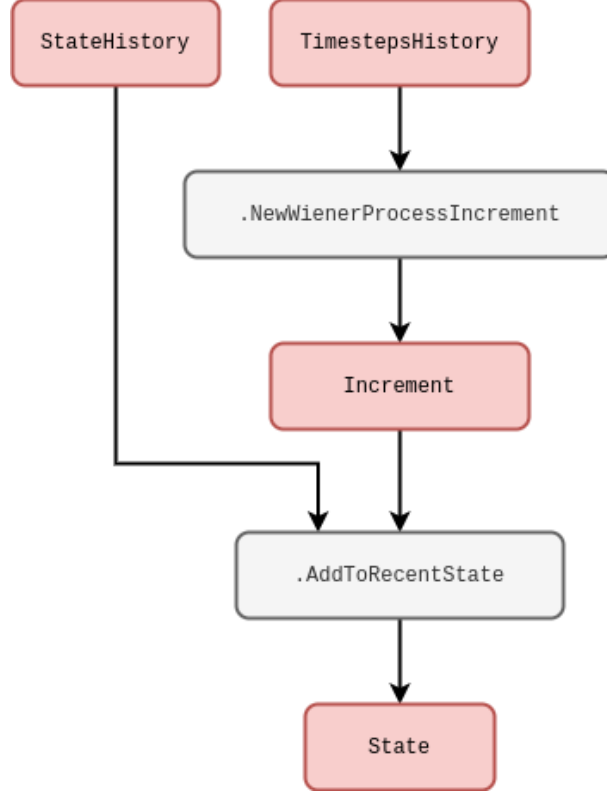 StateHistory
TimestepsHistory
.NewWienerProcessIncrement
Increment
.AddToRecentState
State